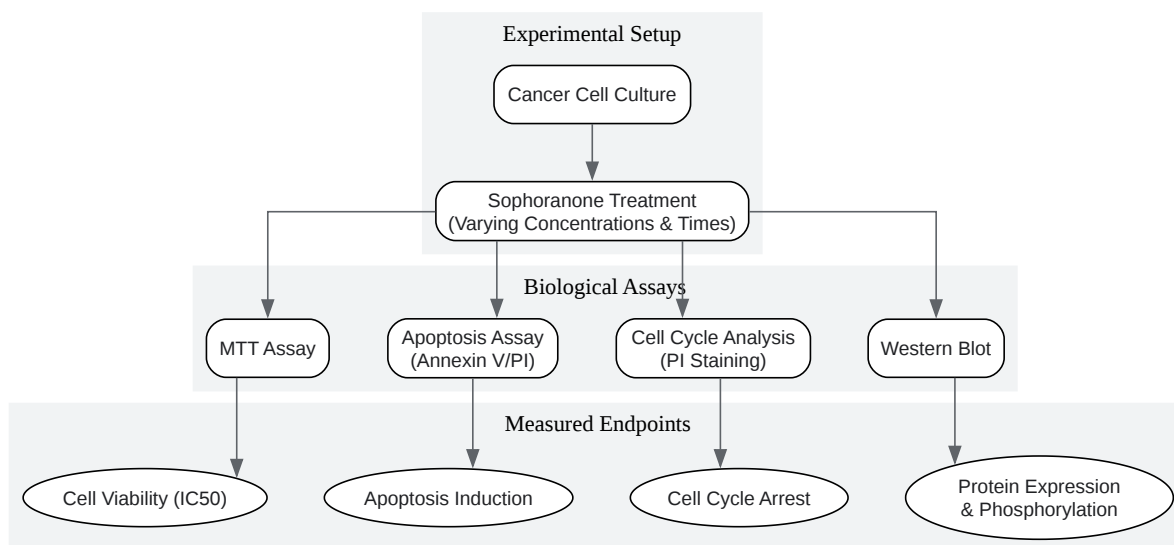 Experimental Setup
Cancer Cell Culture
Sophoranone Treatment
(Varying Concentrations & Times)
Biological Assays
MTT Assay
Apoptosis Assay
(Annexin V/PI)
Cell Cycle Analysis
(PI Staining)
Western Blot
Measured Endpoints
Cell Viability (IC50)
Apoptosis Induction
Cell Cycle Arrest
Protein Expression
& Phosphorylation